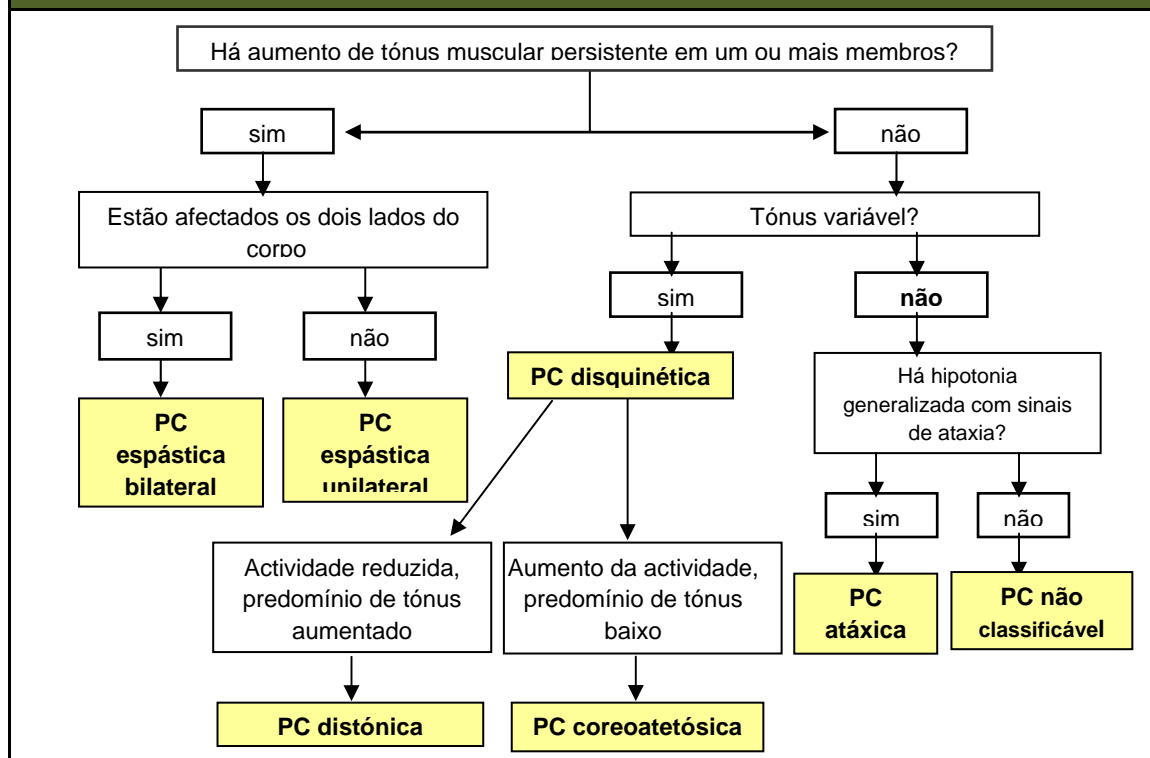 Há aumento de tónus muscular persistente em um ou mais membros?
sim
não
Estão afectados os dois lados do
corpo
Tónus variável?
sim
não
sim
não
PC disquinética
Há hipotonia
generalizada com sinais
de ataxia?
PC
espástica
bilateral
PC
espástica
unilateral
sim
não
Actividade reduzida,
predomínio de tónus
aumentado
Aumento da actividade,
predomínio de tónus
baixo
PC
atáxica
PC não
classificável
PC distónica
PC coreoatetósica